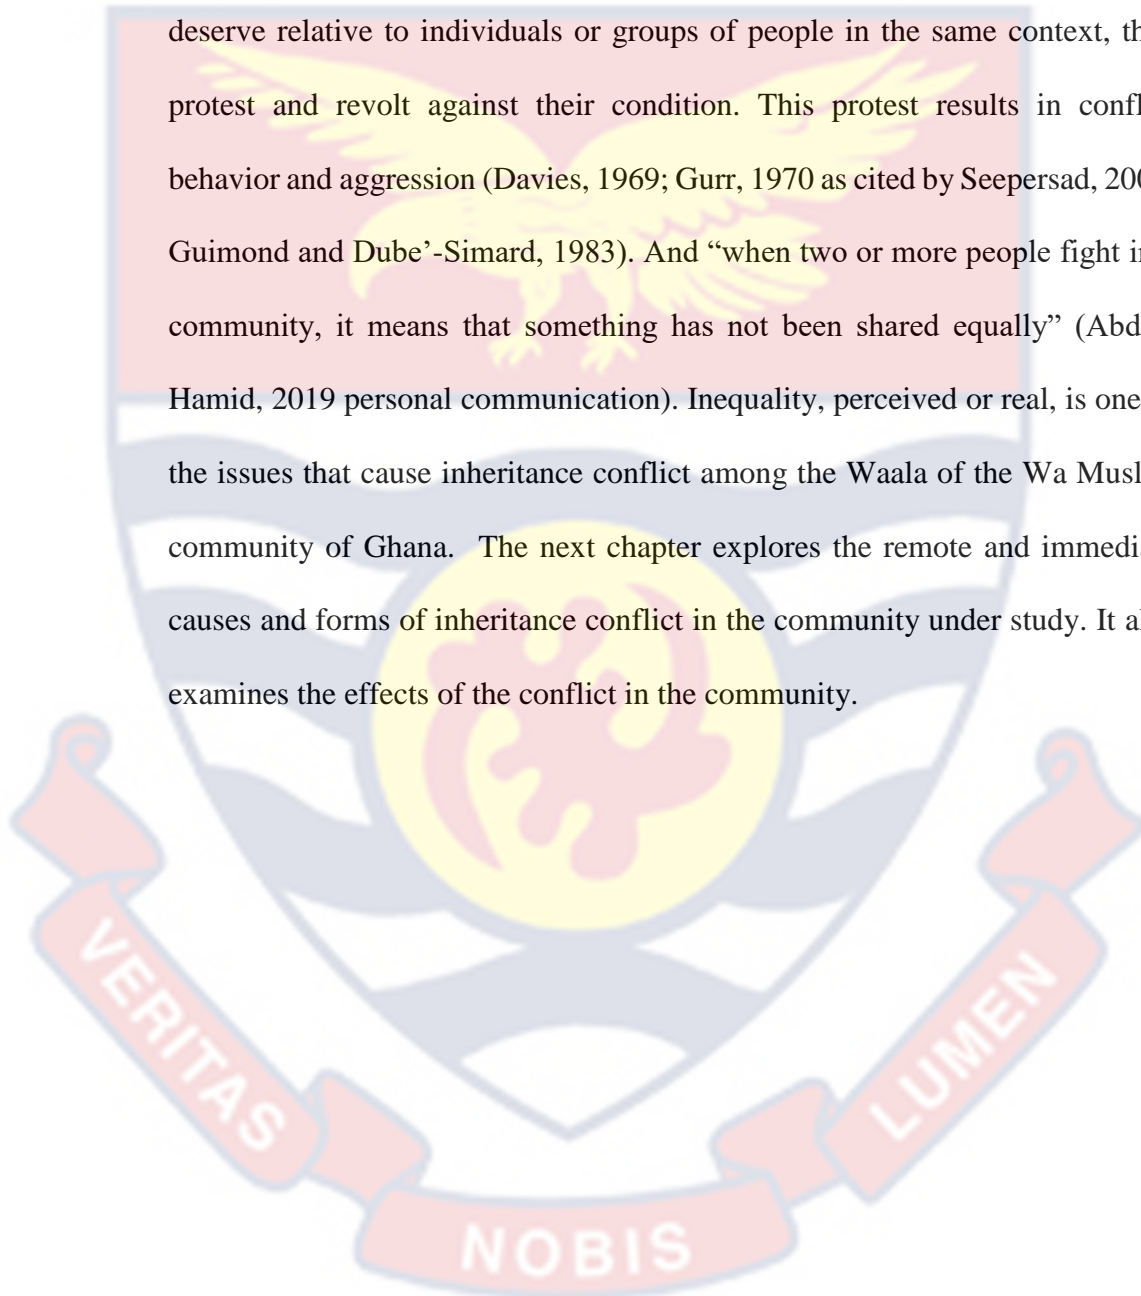 deserve relative to individuals or groups of people in the same context, th
protest and revolt against their condition. This protest results in confl
behavior and aggression (Davies, 1969; Gurr, 1970 as cited by Seepersad, 200
Guimond and Dube’-Simard, 1983). And “when two or more people fight in
community, it means that something has not been shared equally” (Abd
Hamid, 2019 personal communication). Inequality, perceived or real, is one
the issues that cause inheritance conflict among the Waala of the Wa Musl
community of Ghana. The next chapter explores the remote and immedi
causes and forms of inheritance conflict in the community under study. It al
examines the effects of the conflict in the community.
VERITAS
NOBIS
LUMEN